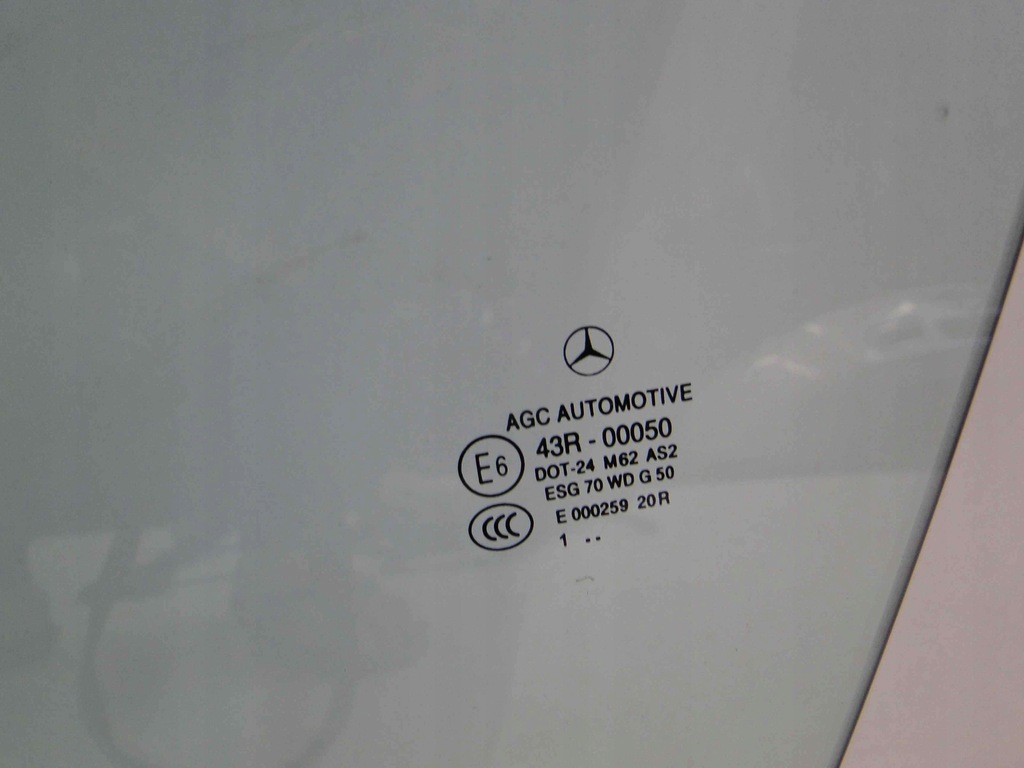 AGC AUTOMOTIVE
43R - 00050
E6
DOT-24 M62 AS2
ESG 70 WD G 50
CCC
E 000259 20R
1 --